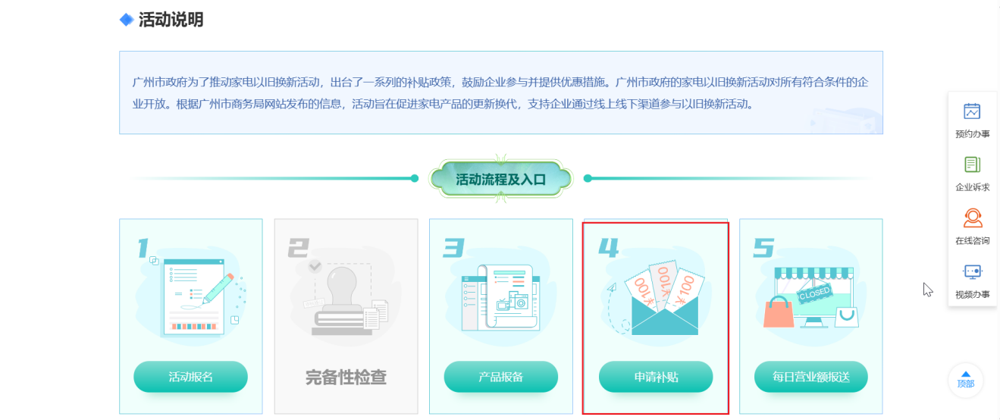 活动说明
广州市政府为了推动家电以旧换新活动，出台了一系列的补贴政策，鼓励企业参与并提供优惠措施。广州市政府的家电以旧换新活动对所有符合条件的企
业开放。根据广州市商务局网站发布的信息，活动旨在促进家电产品的更新换代，支持企业通过线上线下渠道参与以旧换新活动。
活动流程及入口
1
活动报名
2
完备性检查
3
产品报备
4
¥100
¥100
¥100
申请补贴
5
CLOSED
每日营业额报送
预约办事
企业诉求
在线咨询
视频办事
顶部